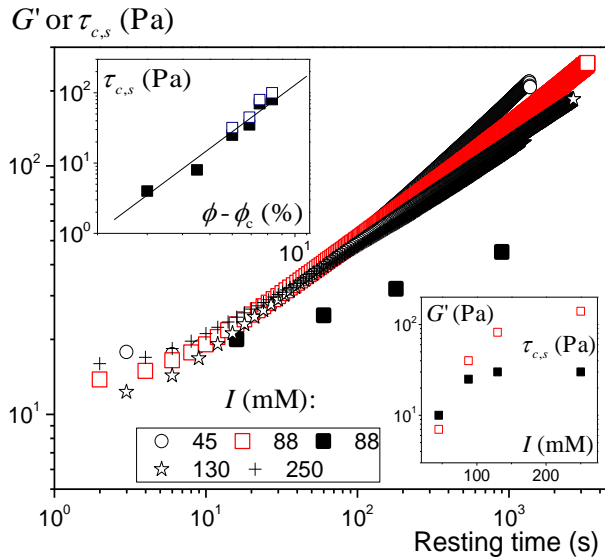 G' or τc,s (Pa)
τc,s (Pa)
10²
10¹
10⁰
ϕ - ϕc (%)
10¹
10²
10¹
G' (Pa)
τc,s (Pa)
10²
10¹
I (mM)
100
200
I (mM):
45 88 88
130 250
10⁰ 10¹ 10² 10³
Resting time (s)